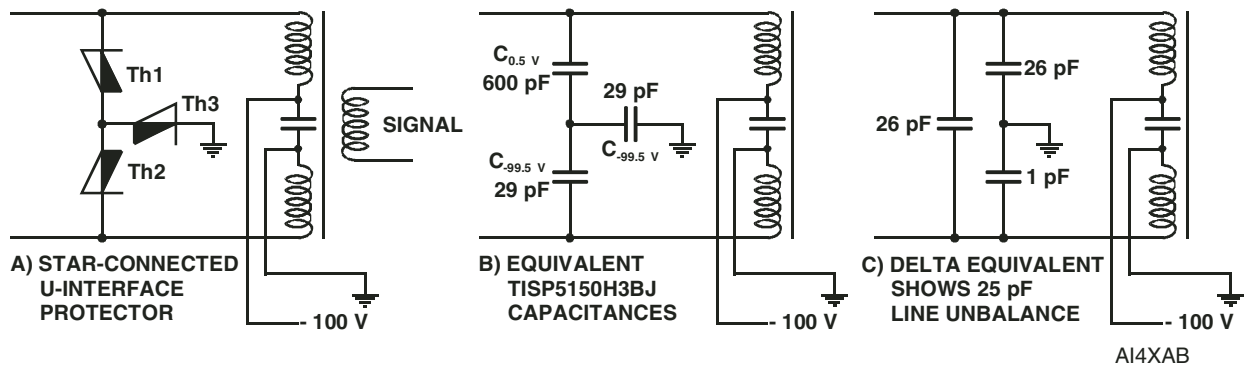 Th1
Th3
Th2
SIGNAL
- 100 V
A) STAR-CONNECTED
U-INTERFACE
PROTECTOR
C0.5 V
600 pF
29 pF
C-99.5 V
C-99.5 V
29 pF
- 100 V
B) EQUIVALENT
TISP5150H3BJ
CAPACITANCES
26 pF
26 pF
1 pF
- 100 V
C) DELTA EQUIVALENT
SHOWS 25 pF
LINE UNBALANCE
AI4XAB